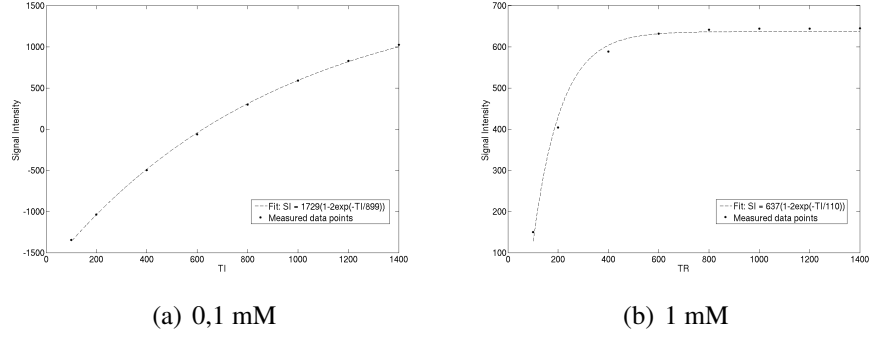 1500
1000
500
0
-500
-1000
-1500
0 200 400 600 800 1000 1200 1400
Signal Intensity
TI
Fit: SI = 1729(1-2exp(-TI/899))
Measured data points
(a) 0,1 mM
700
600
500
400
300
200
100
0 200 400 600 800 1000 1200 1400
Signal Intensity
TR
Fit: SI = 637(1-2exp(-TI/110))
Measured data points
(b) 1 mM